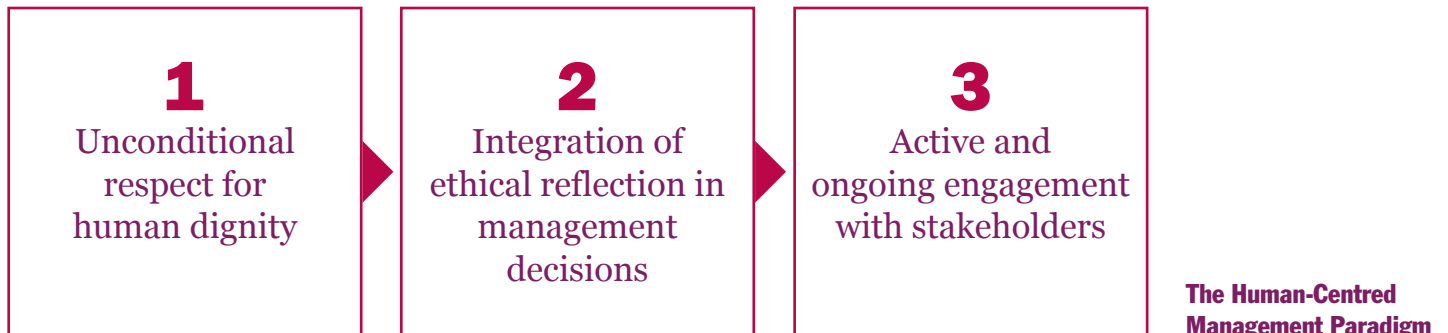 1
Unconditional
respect for
human dignity
2
Integration of
ethical reflection in
management
decisions
3
Active and
ongoing engagement
with stakeholders
The Human-Centred
Management Paradigm